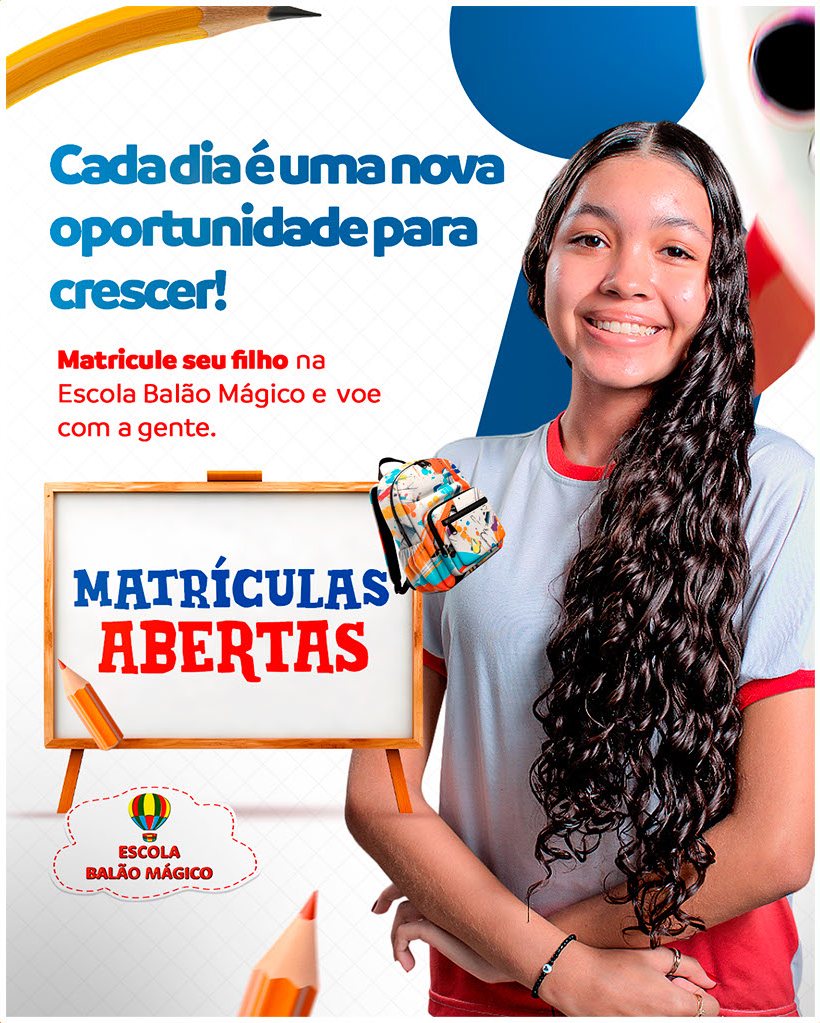 Cada dia é uma nova
oportunidade para
crescer!
Matricule seu filho na
Escola Balão Mágico e voe
com a gente.
MATRÍCULAS
ABERTAS
ESCOLA
BALÃO MÁGICO